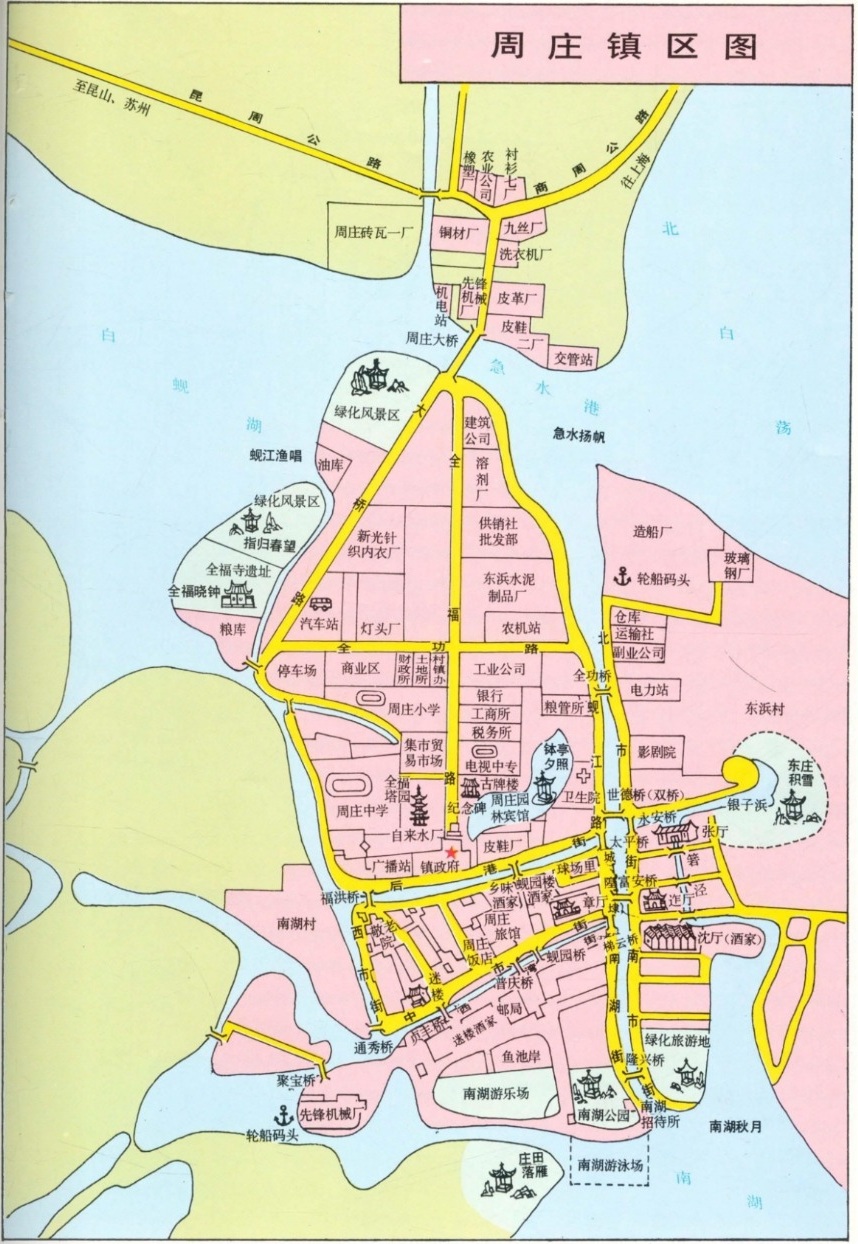 周庄镇区图
至昆山、苏州
昆周公路
橡塑厂
农业公司
衬衫七厂
商周公路
往上海
周庄砖瓦一厂
铜材厂
九丝厂
洗衣机厂
机电站
先锋机械厂
皮革厂
皮鞋二厂
交管站
周庄大桥
北白荡
白蚬湖
急水港
急水扬帆
绿化风景区
大桥路
建筑公司
全福路
溶剂厂
蚬江渔唱
油库
绿化风景区
指归春望
全福寺遗址
全福晓钟
粮库
新光针织内衣厂
供销社批发部
东浜水泥制品厂
汽车站
灯头厂
农机站
造船厂
轮船码头
玻璃钢厂
仓库
运输社
副业公司
全功路
全功桥
停车场
商业区
财政所
土地所
村镇办
工业公司
银行
工商所
税务所
粮管所
蚬江路
北市街
电力站
影剧院
东浜村
周庄小学
集市贸易市场
电视中专
钵亭夕照
卫生院
世德桥(双桥)
银子浜
东庄积雪
周庄中学
全福塔园
古牌楼
纪念碑
周庄园林宾馆
自来水厂
永安桥
太平桥
张厅
广播站
镇政府
皮鞋厂
后港街
球场里
城隍埭
富安桥
箬泾
迮厅
福洪桥
乡味酒家
蚬园楼酒家
章厅
南湖村
西市街
敬老院
周庄旅馆
周庄饭店
中市街
梯云桥
沈厅(酒家)
蚬园桥
普庆桥
迷楼
贞丰桥
西湾街
迷楼酒家
邮局
南湖街
南市街
通秀桥
鱼池岸
绿化旅游地
隆兴桥
聚宝桥
先锋机械厂
轮船码头
南湖游乐场
南湖公园
南湖招待所
南湖秋月
庄田落雁
南湖游泳场
南湖